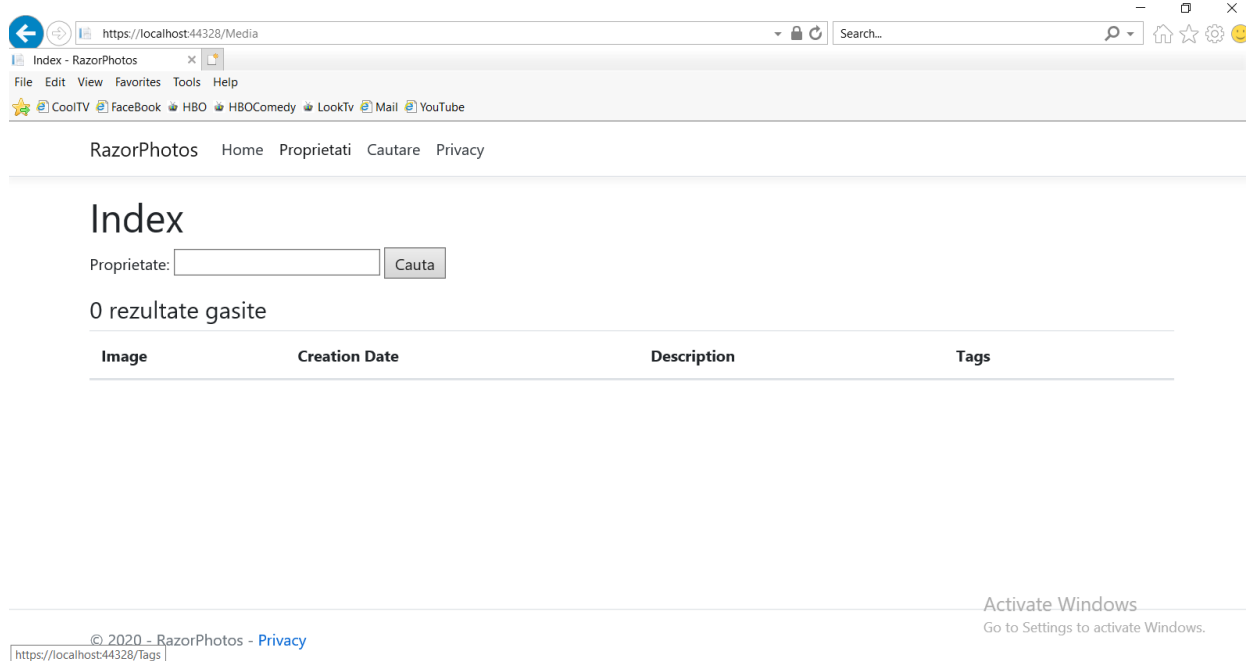 https://localhost:44328/Media
Search...
Index - RazorPhotos
File Edit View Favorites Tools Help
CoolTV FaceBook HBO HBOComedy LookTv Mail YouTube
RazorPhotos Home Proprietati Cautare Privacy
Index
Proprietate: Cauta
0 rezultate gasite
Image Creation Date Description Tags
Activate Windows
Go to Settings to activate Windows.
© 2020 - RazorPhotos - Privacy
https://localhost:44328/Tags